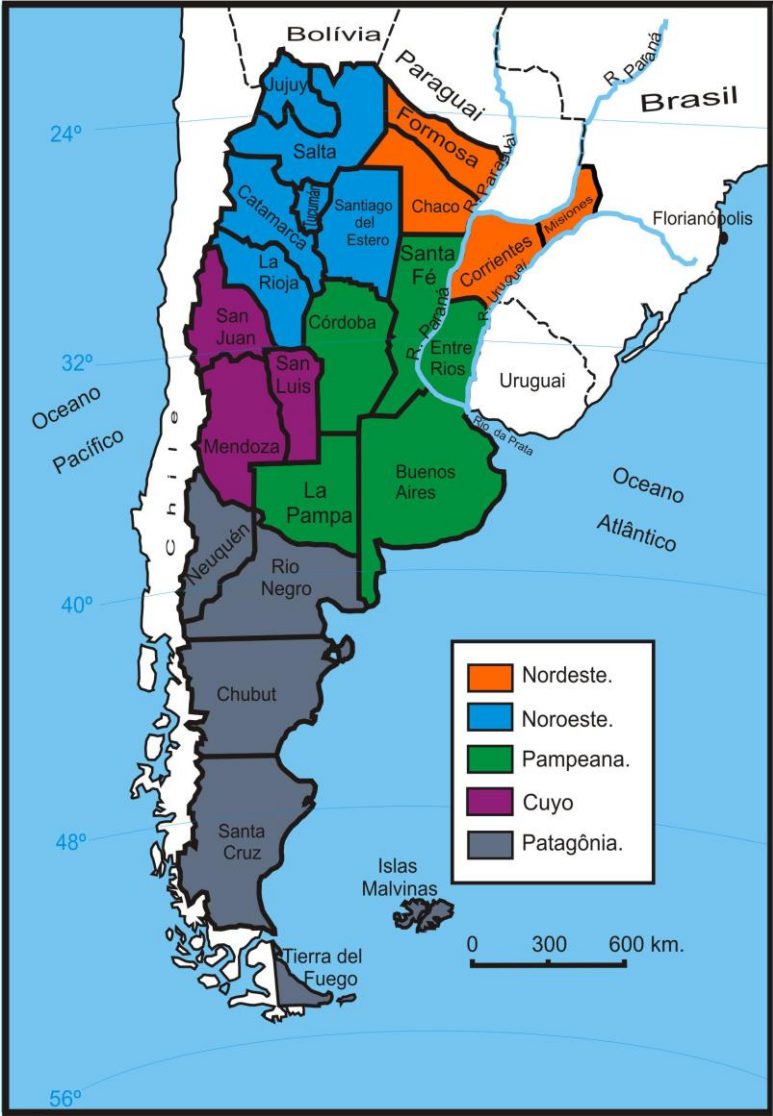 Bolívia
Paraguai
R. Paraná
Brasil
Jujuy
24º
Formosa
Salta
R. Paraguai
Catamarca
Tucumán
Santiago
del
Estero
Chaco
Misiones
Florianópolis
Corrientes
Santa
Fé
La
Rioja
R. Uruguai
San
Juan
Córdoba
R. Paraná
Entre
Rios
32º
San
Luis
Uruguai
Oceano
Pacífico
Chile
Rio da Prata
Mendoza
Buenos
Aires
Oceano
Atlântico
La
Pampa
Neuquén
Rio
Negro
40º
Chubut
Nordeste.
Noroeste.
Pampeana.
Cuyo
Patagônia.
48º
Santa
Cruz
Islas
Malvinas
0 300 600 km.
Tierra del
Fuego
56º